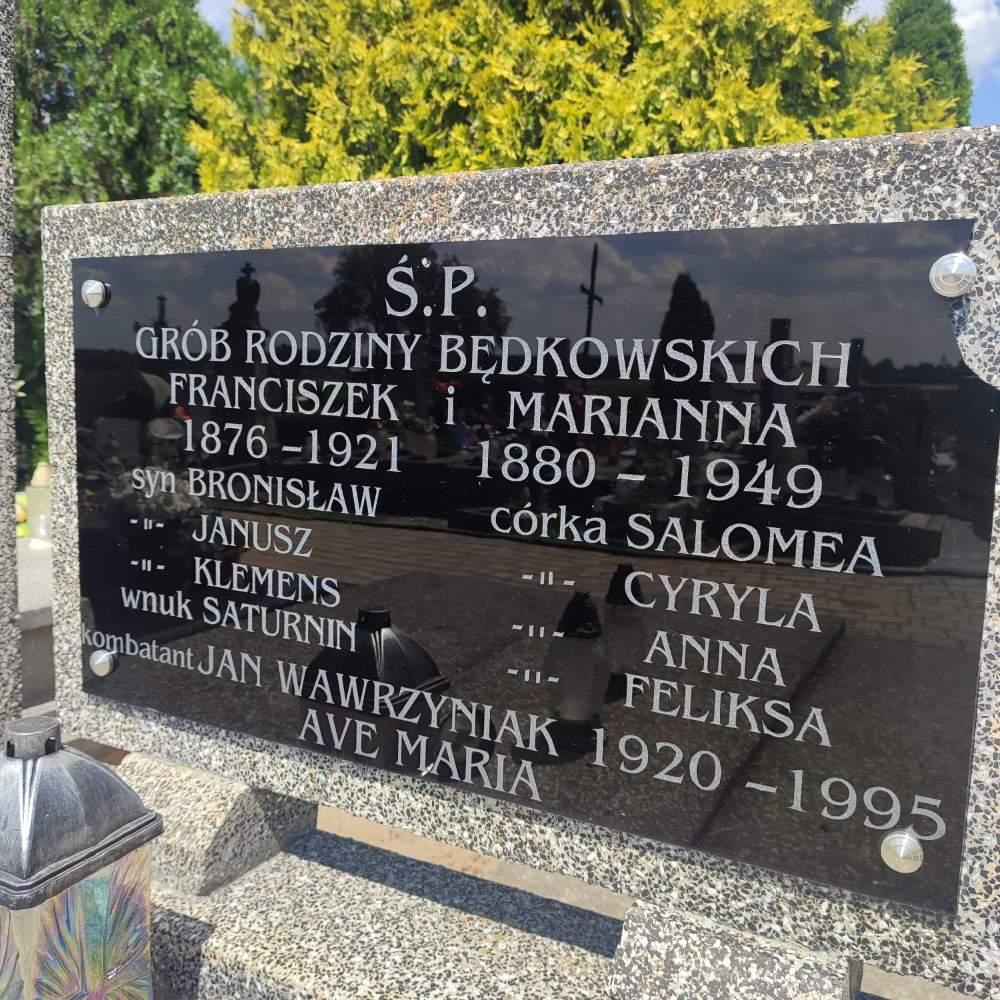 Ś.P.
GRÓB RODZINY BĘDKOWSKICH
FRANCISZEK i MARIANNA
1876 – 1921 1880 – 1949
syn BRONISŁAW córka SALOMEA
-"- JANUSZ -"- CYRYLA
-"- KLEMENS -"- ANNA
wnuk SATURNIN -"- FELIKSA
kombatant JAN WAWRZYNIAK 1920 – 1995
AVE MARIA